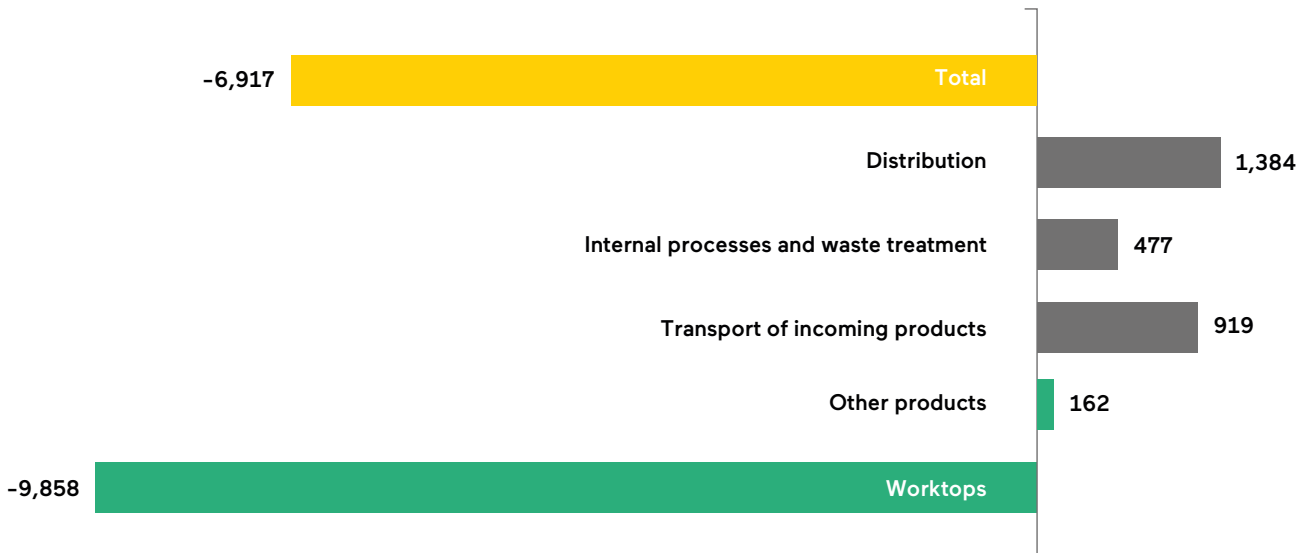 -6,917 Total
Distribution 1,384
Internal processes and waste treatment 477
Transport of incoming products 919
Other products 162
-9,858 Worktops